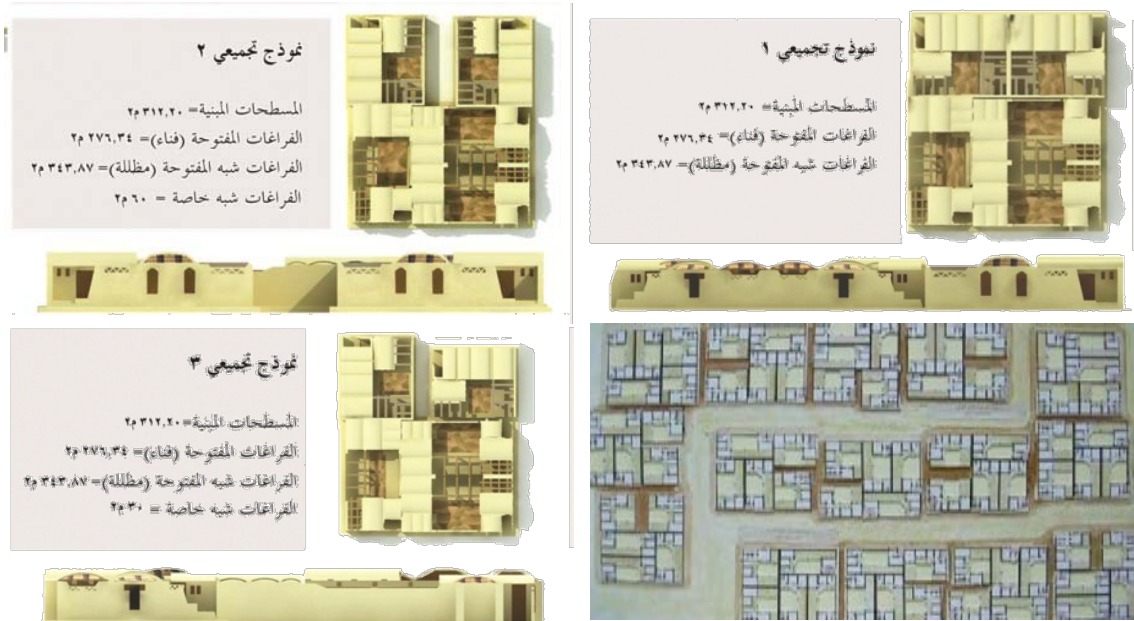 نموذج تجميعي ١
المسطحات المبنية= ٣١٢,٢٠ م٢
الفراغات المفتوحة (فناء)= ٢٧٦,٣٤ م٢
الفراغات شبه المفتوحة (مظللة)= ٣٤٣,٨٧ م٢
نموذج تجميعي ٢
المسطحات المبنية= ٣١٢,٢٠ م٢
الفراغات المفتوحة (فناء)= ٢٧٦,٣٤ م٢
الفراغات شبه المفتوحة (مظللة)= ٣٤٣,٨٧ م٢
الفراغات شبه خاصة = ٦٠ م٢
نموذج تجميعي ٣
المسطحات المبنية= ٣١٢,٢٠ م٢
الفراغات المفتوحة (فناء)= ٢٧٦,٣٤ م٢
الفراغات شبه المفتوحة (مظللة)= ٣٤٣,٨٧ م٢
الفراغات شبه خاصة = ٣٠ م٢